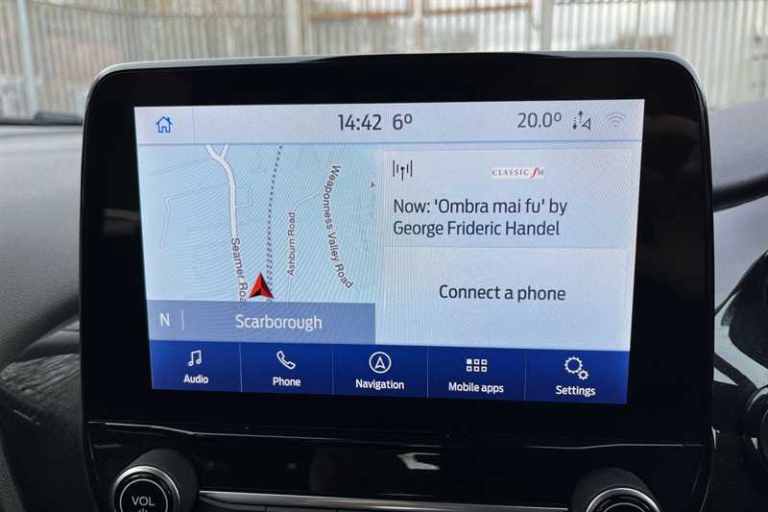 14:42 6º
20.0º
CLASSIC fM
Now: 'Ombra mai fu' by
George Frideric Handel
Weaponness Valley Road
Ashburn Road
Seamer Ro
Connect a phone
N
Scarborough
Audio
Phone
Navigation
Mobile apps
Settings
VOL